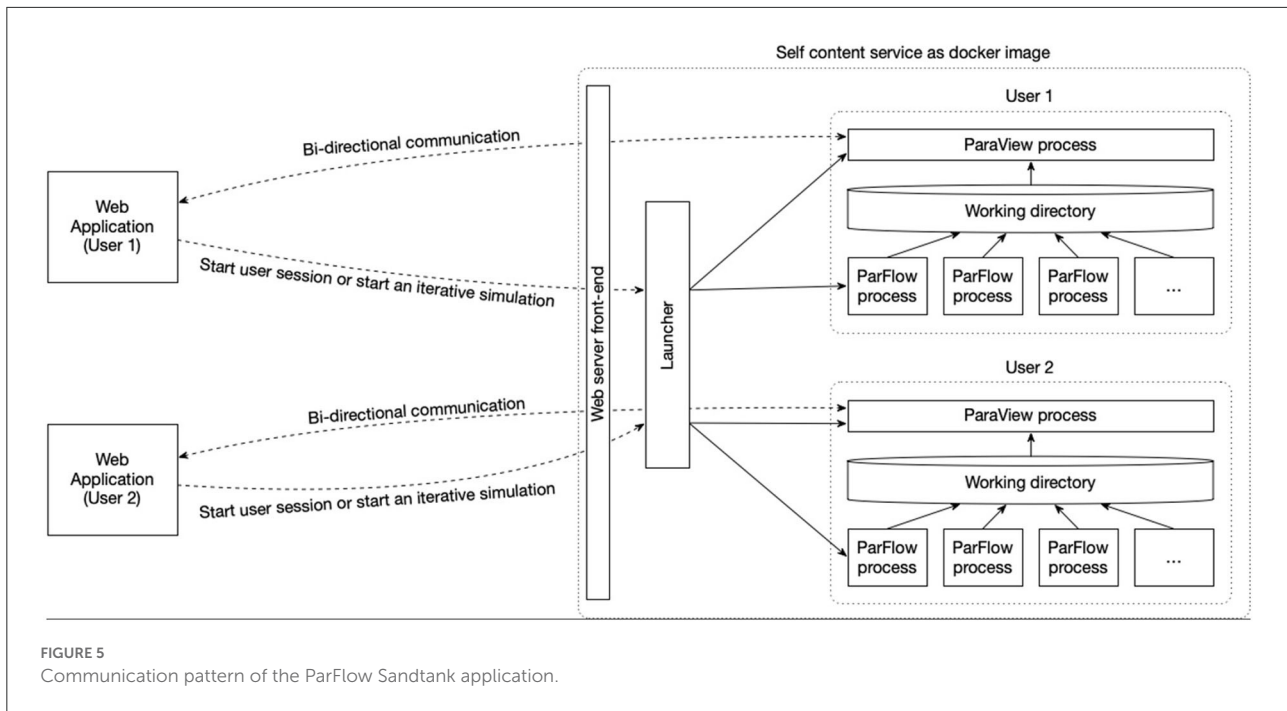 Self content service as docker image
User 1
Bi-directional communication
ParaView process
Web
Application
(User 1)
Working directory
Start user session or start an iterative simulation
ParFlow
process
ParFlow
process
ParFlow
process
...
Web server front-end
Launcher
User 2
Bi-directional communication
ParaView process
Web
Application
(User 2)
Working directory
Start user session or start an iterative simulation
ParFlow
process
ParFlow
process
ParFlow
process
...
FIGURE 5
Communication pattern of the ParFlow Sandtank application.